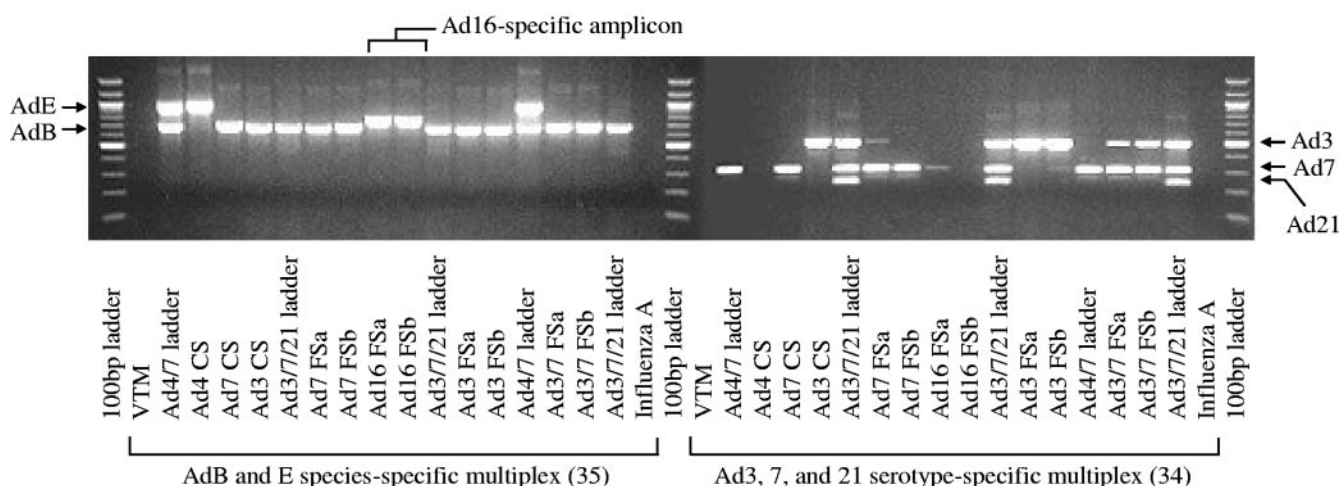 Ad16-specific amplicon
AdE
AdB
Ad3
Ad7
Ad21
100bp ladder
VTM
Ad4/7 ladder
Ad4 CS
Ad7 CS
Ad3 CS
Ad3/7/21 ladder
Ad7 FSa
Ad7 FSb
Ad16 FSa
Ad16 FSb
Ad3/7/21 ladder
Ad3 FSa
Ad3 FSb
Ad4/7 ladder
Ad3/7 FSa
Ad3/7 FSb
Ad3/7/21 ladder
Influenza A
100bp ladder
VTM
Ad4/7 ladder
Ad4 CS
Ad7 CS
Ad3 CS
Ad3/7/21 ladder
Ad7 FSa
Ad7 FSb
Ad16 FSa
Ad16 FSb
Ad3/7/21 ladder
Ad3 FSa
Ad3 FSb
Ad4/7 ladder
Ad3/7 FSa
Ad3/7 FSb
Ad3/7/21 ladder
Influenza A
100bp ladder
AdB and E species-specific multiplex (35)
Ad3, 7, and 21 serotype-specific multiplex (34)